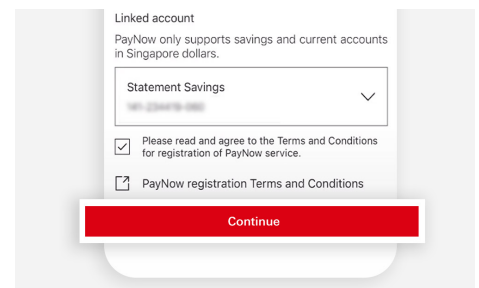 Linked account
PayNow only supports savings and current accounts
in Singapore dollars.
Statement Savings
Please read and agree to the Terms and Conditions
for registration of PayNow service.
PayNow registration Terms and Conditions
Continue